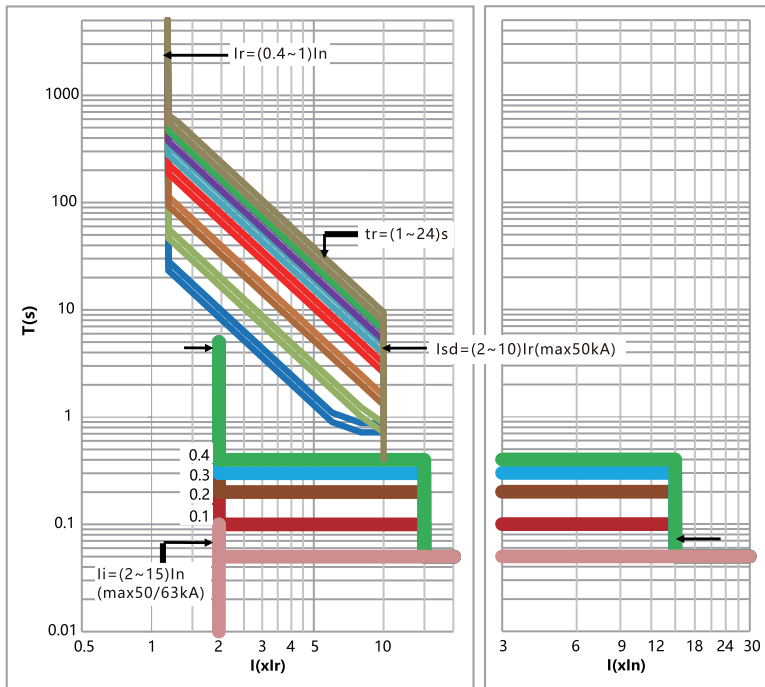 Ir=(0.4~1)In
1000
100
tr=(1~24)s
10
T(s)
Isd=(2~10)Ir(max50kA)
1
0.4
0.3
0.2
0.1
0.1
Ii=(2~15)In
(max50/63kA)
0.01
0.5 1 2 3 4 5 10
I(xIr)
3 6 9 12 18 24 30
I(xIn)